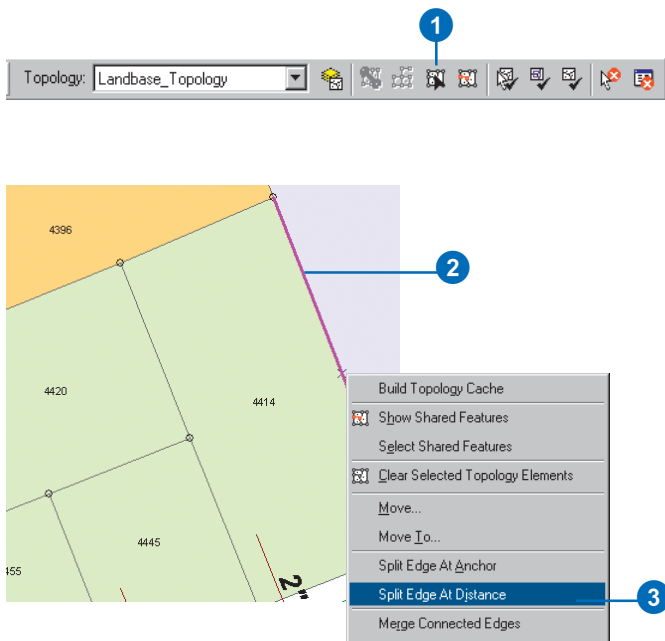 1
Topology: Landbase_Topology
4396
2
4420
4414
4445
455
2"
Build Topology Cache
Show Shared Features
Select Shared Features
Clear Selected Topology Elements
Move...
Move To...
Split Edge At Anchor
Split Edge At Distance
3
Merge Connected Edges